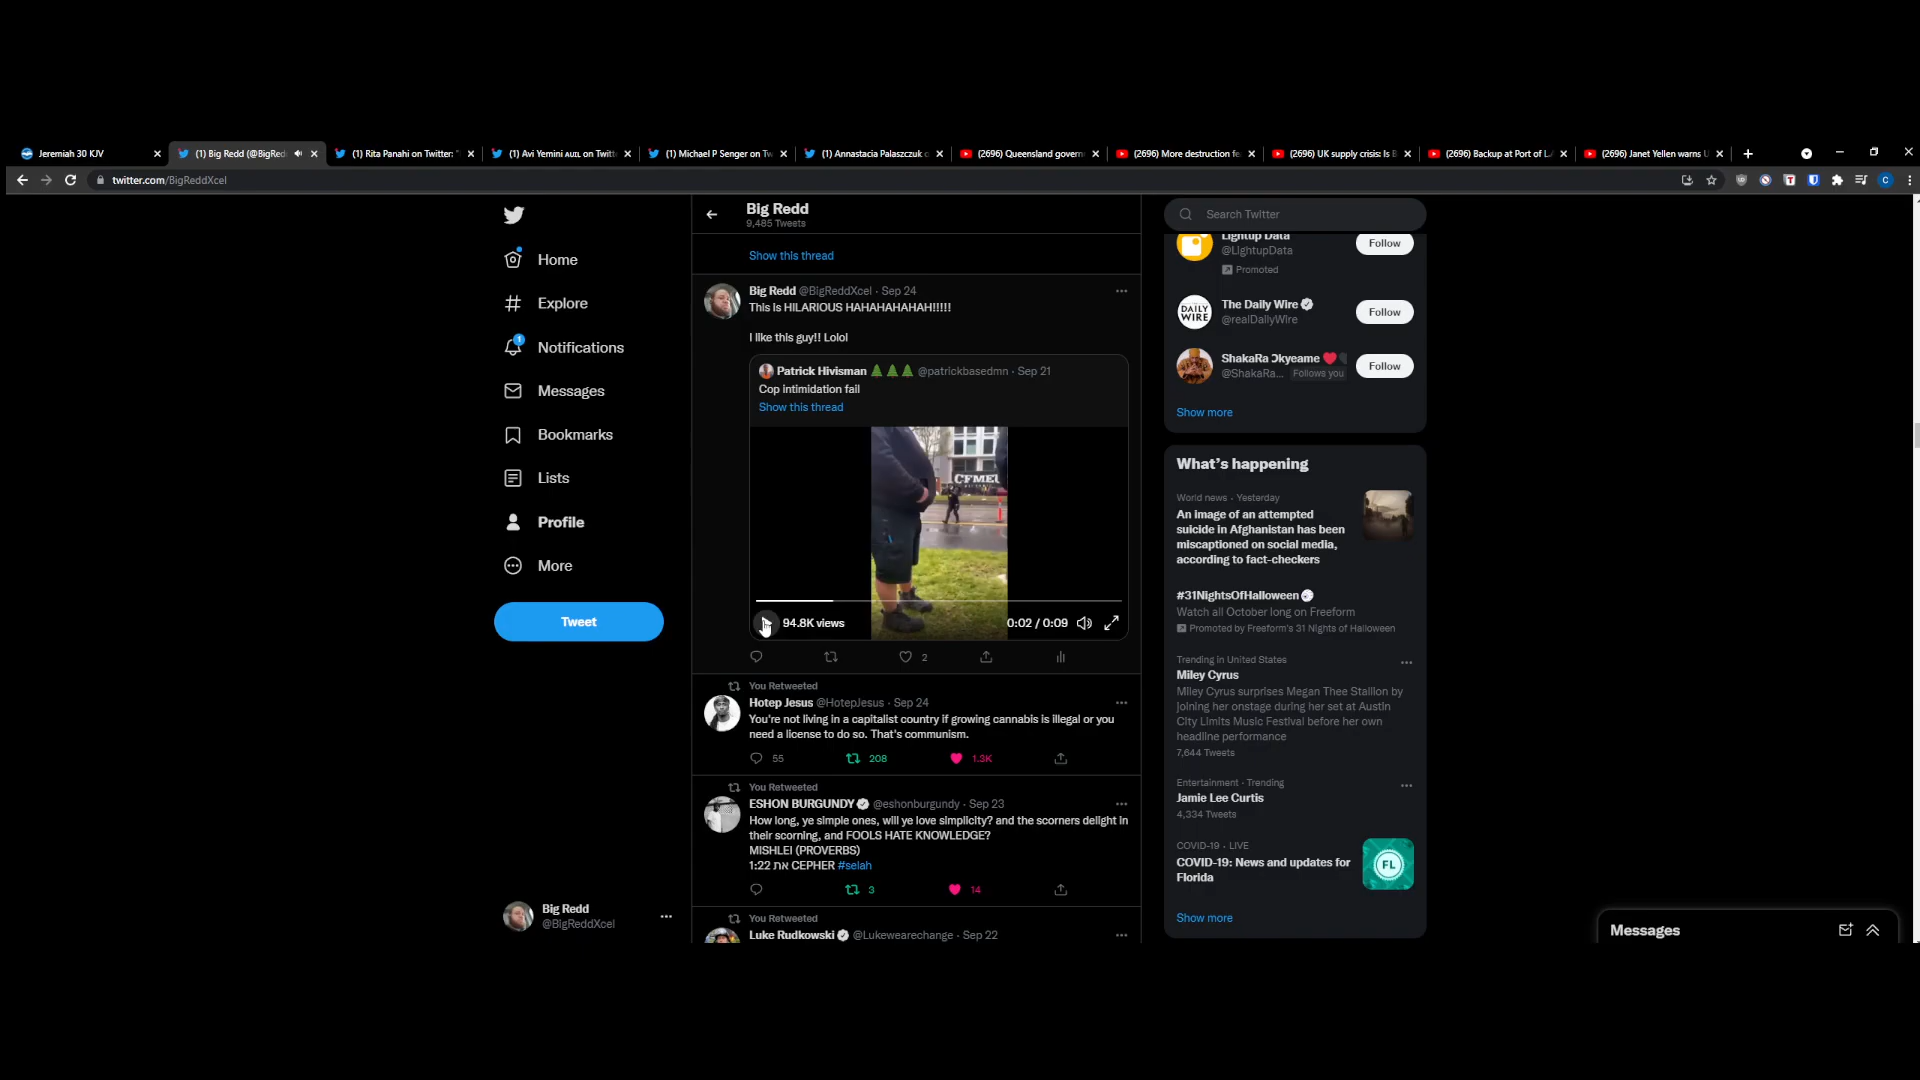 Jeremiah 30 KJV
(1) Big Redd (@BigRed
(1) Rita Panahi on Twitter: "
(1) Avi Yemini
on Twitt
(1) Michael P Senger on Tw
(1) Annastacia Palaszczuk
(2696) Queensland govern
(2696) More destruction fe
(2696) UK supply crisis: Is B
(2696) Backup at Port of L
(2696) Janet Yellen warns U
twitter.com/BigReddXcel
Home
Explore
1
Notifications
Messages
Bookmarks
Lists
Profile
More
Tweet
Big Redd
@BigReddXcel
Big Redd
9,485 Tweets
Show this thread
Big Redd @BigReddXcel · Sep 24
This is HILARIOUS HAHAHAHAHAH!!!!!
I like this guy!! Lolol
Patrick Hivisman 🌲🌲🌲 @patrickbasedmn · Sep 21
Cop intimidation fail
Show this thread
CFMEU
94.8K views
0:02 / 0:09
2
You Retweeted
Hotep Jesus @HotepJesus · Sep 24
You're not living in a capitalist country if growing cannabis is illegal or you
need a license to do so. That's communism.
55
208
1.3K
You Retweeted
ESHON BURGUNDY @eshonburgundy · Sep 23
How long, ye simple ones, will ye love simplicity? and the scorners delight in
their scorning, and FOOLS HATE KNOWLEDGE?
MISHLEI (PROVERBS)
1:22 את CEPHER #selah
3
14
You Retweeted
Luke Rudkowski @Lukewearechange · Sep 22
Search Twitter
Lightup Data
@LightupData
Promoted
Follow
DAILY
WIRE
The Daily Wire
@realDailyWire
Follow
ShakaRa Ɔkyeame ❤️
@ShakaRa... Follows you
Follow
Show more
What's happening
World news · Yesterday
An image of an attempted
suicide in Afghanistan has been
miscaptioned on social media,
according to fact-checkers
#31NightsOfHalloween
Watch all October long on Freeform
Promoted by Freeform's 31 Nights of Halloween
Trending in United States
Miley Cyrus
Miley Cyrus surprises Megan Thee Stallion by
joining her onstage during her set at Austin
City Limits Music Festival before her own
headline performance
7,644 Tweets
Entertainment · Trending
Jamie Lee Curtis
4,334 Tweets
COVID-19 · LIVE
COVID-19: News and updates for
Florida
FL
Show more
Messages